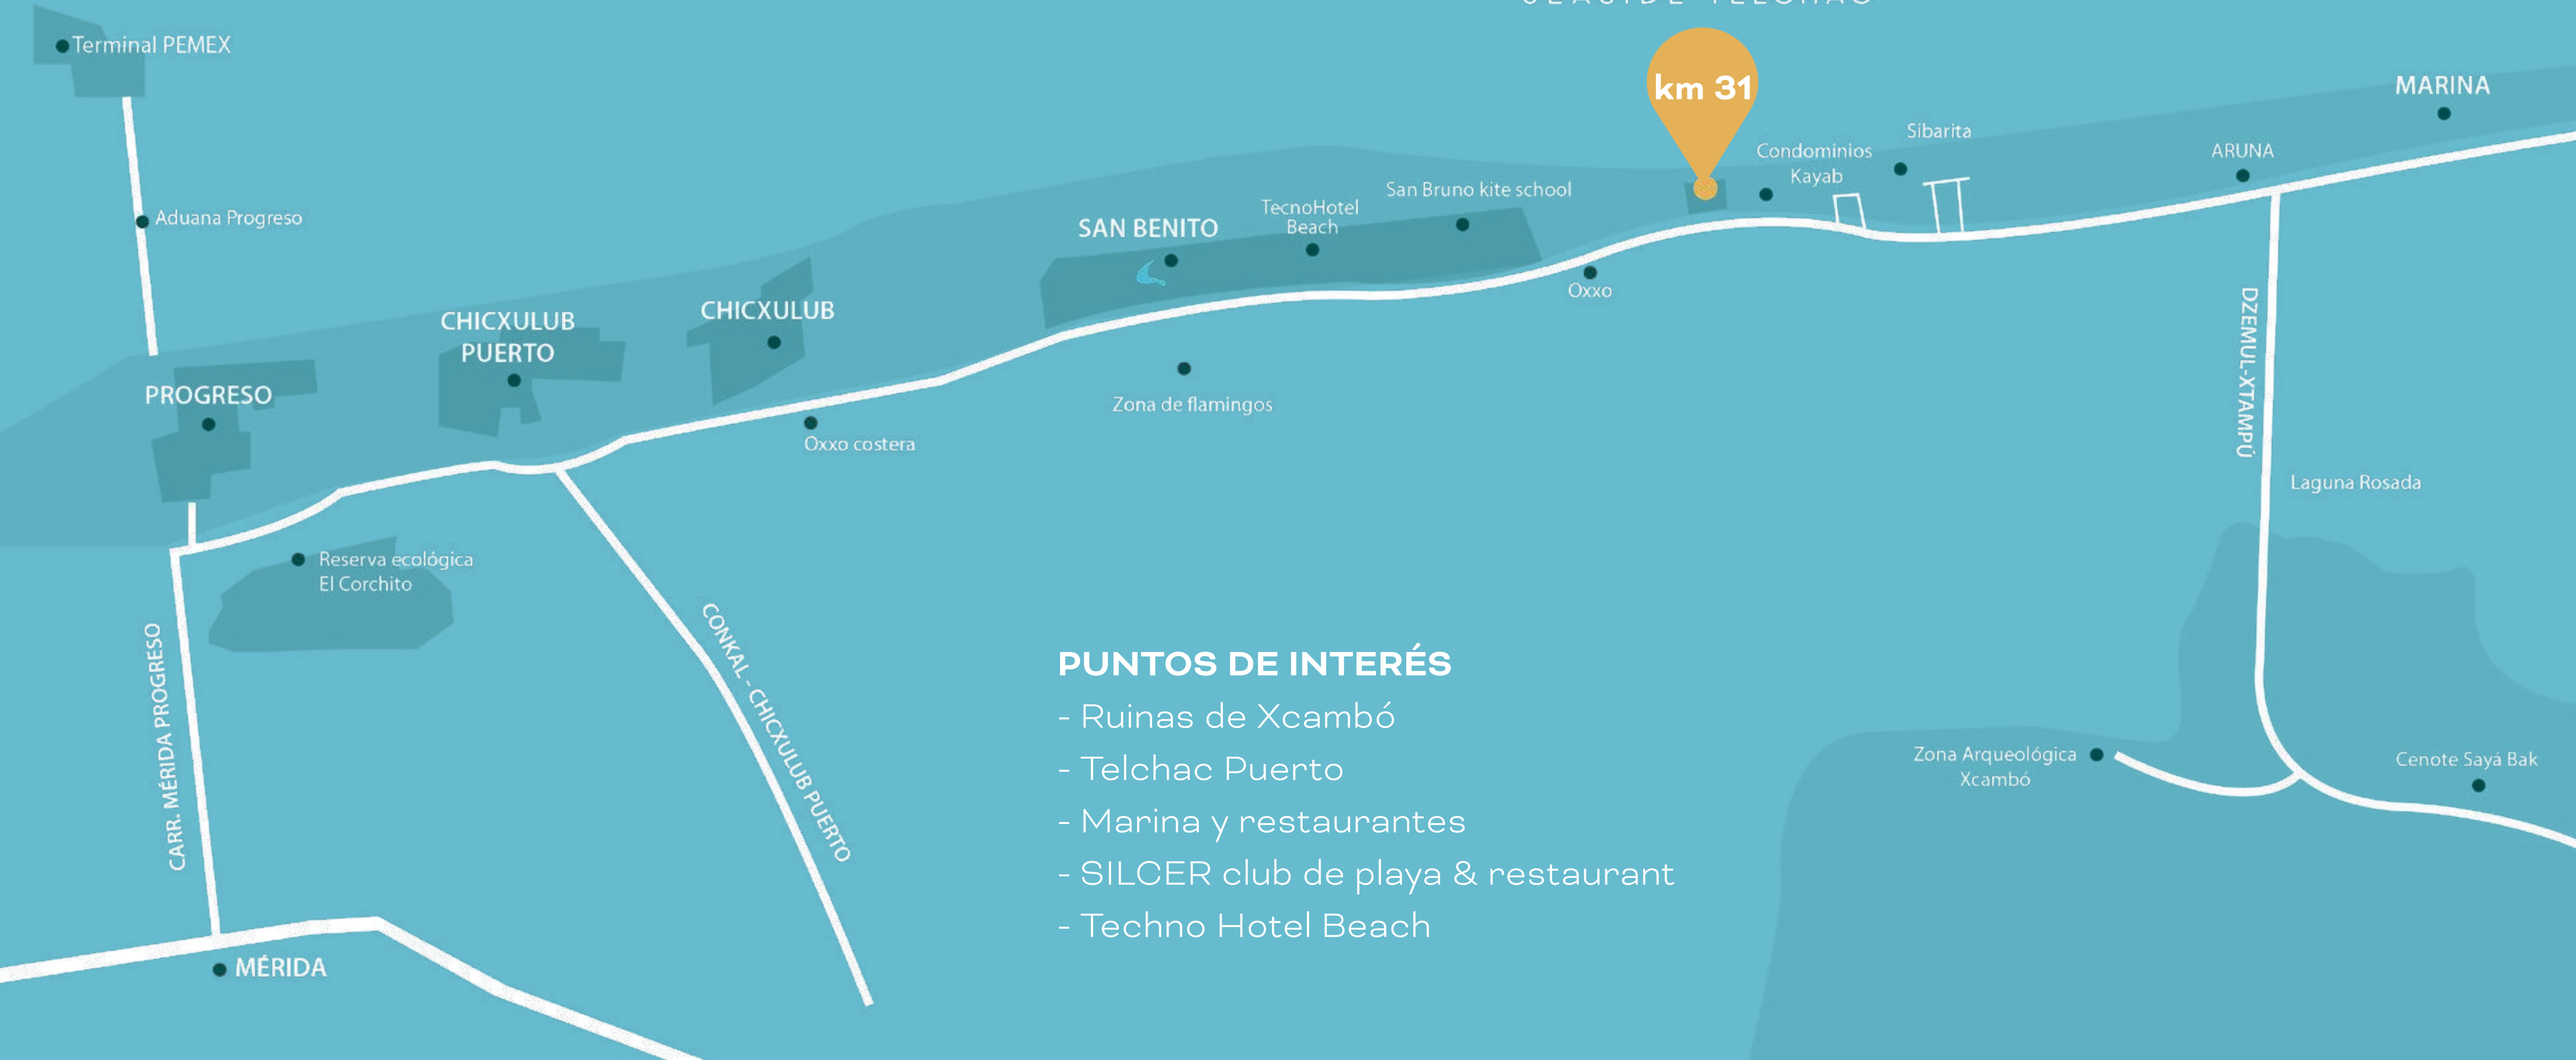 SEASIDE TELCHAC
Terminal PEMEX
km 31
MARINA
Sibarita
Condominios
Kayab
ARUNA
San Bruno kite school
TecnoHotel
Beach
SAN BENITO
Aduana Progreso
Oxxo
CHICXULUB
CHICXULUB
PUERTO
PROGRESO
Zona de flamingos
Oxxo costera
DZEMUL-XTAMPÚ
Laguna Rosada
Reserva ecológica
El Corchito
CARR. MÉRIDA PROGRESO
CONKAL - CHICXULUB PUERTO
PUNTOS DE INTERÉS
- Ruinas de Xcambó
- Telchac Puerto
- Marina y restaurantes
- SILCER club de playa & restaurant
- Techno Hotel Beach
Zona Arqueológica
Xcambó
Cenote Sayá Bak
MÉRIDA